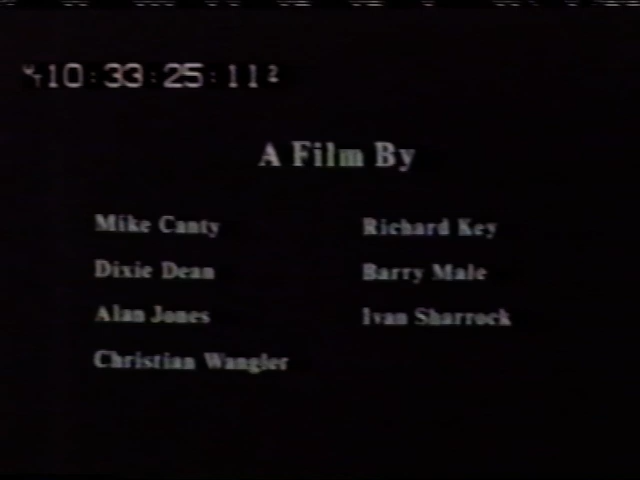 10:33:25:11 2
A Film By
Mike Canty
Richard Key
Dixie Dean
Barry Male
Alan Jones
Ivan Sharrock
Christian Wangler